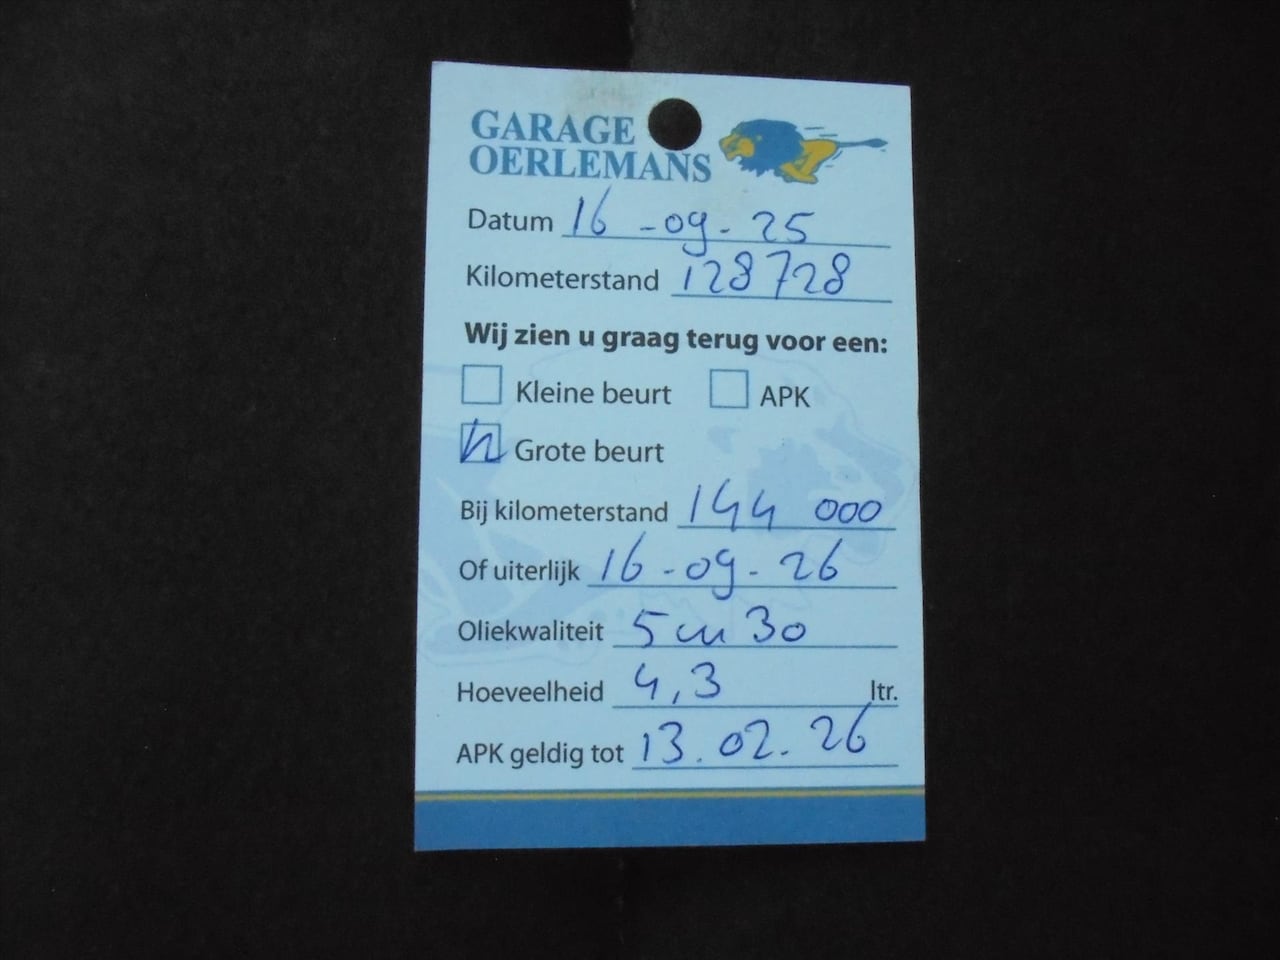 GARAGE
OERLEMANS
Datum 16-09-25
Kilometerstand 128728
Wij zien u graag terug voor een:
Kleine beurt APK
Grote beurt
Bij kilometerstand 144 000
Of uiterlijk 16-09-26
Oliekwaliteit 5w30
Hoeveelheid 4,3 ltr.
APK geldig tot 13.02.26